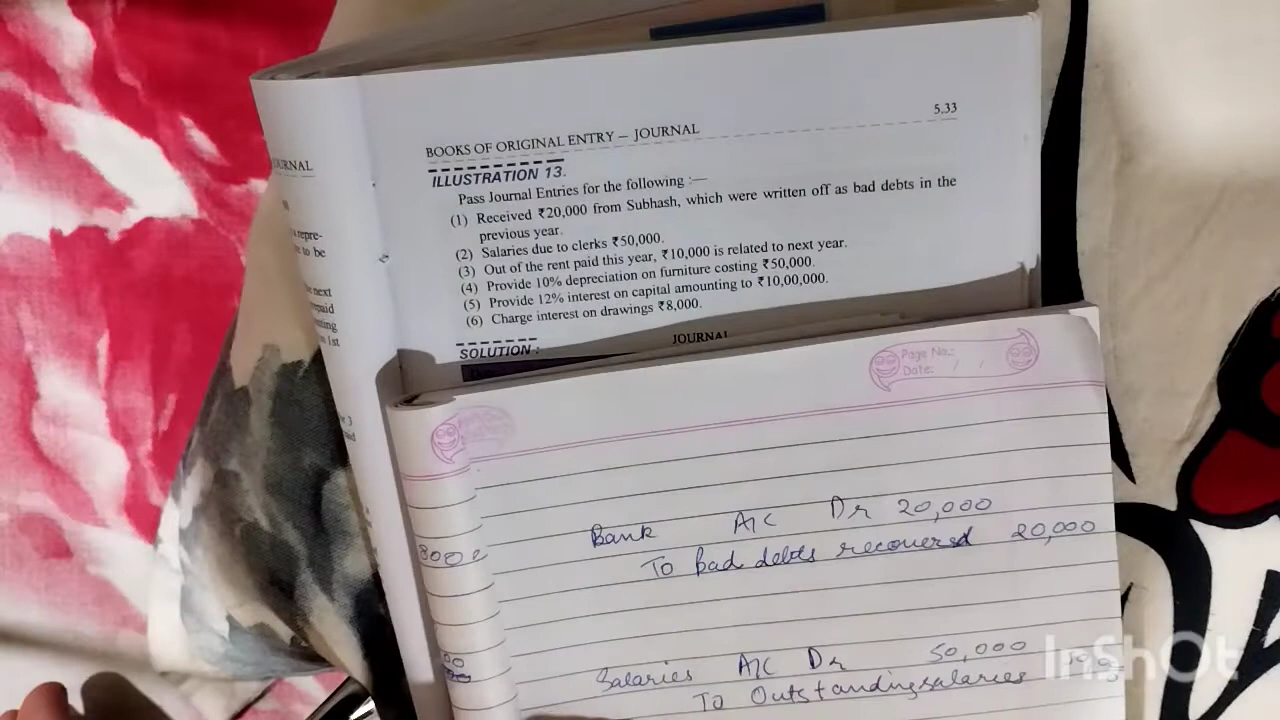 5.33
BOOKS OF ORIGINAL ENTRY – JOURNAL
ILLUSTRATION 13.
Pass Journal Entries for the following :—
(1) Received ₹20,000 from Subhash, which were written off as bad debts in the
previous year.
(2) Salaries due to clerks ₹50,000.
(3) Out of the rent paid this year, ₹10,000 is related to next year.
(4) Provide 10% depreciation on furniture costing ₹50,000.
(5) Provide 12% interest on capital amounting to ₹10,00,000.
(6) Charge interest on drawings ₹8,000.
SOLUTION :
JOURNAL
Page No.:
Date: / /
Bank A/C Dr 20,000
To bad debts recovered 20,000
Salaries A/C Dr 50,000
To Outstanding salaries
InShOt